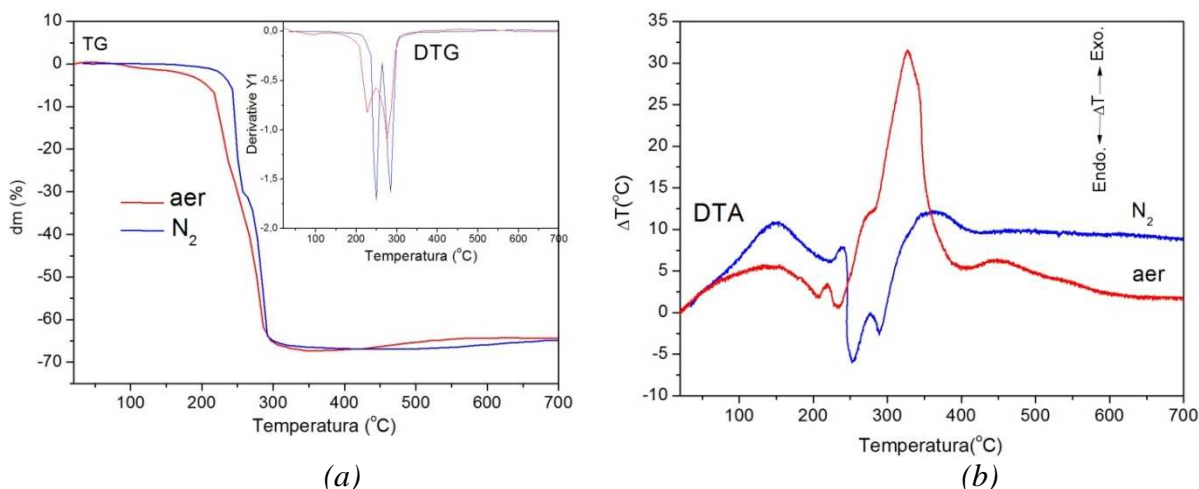 TG
DTG
Derivative Y1
0,0
-0,5
-1,0
-1,5
-2,0
100 200 300 400 500 600 700
Temperatura (°C)
aer
N2
dm (%)
10
0
-10
-20
-30
-40
-50
-60
-70
100 200 300 400 500 600 700
Temperatura (°C)
(a)
DTA
Endo. ΔT Exo.
N2
aer
ΔT(°C)
35
30
25
20
15
10
5
0
-5
-10
100 200 300 400 500 600 700
Temperatura(°C)
(b)